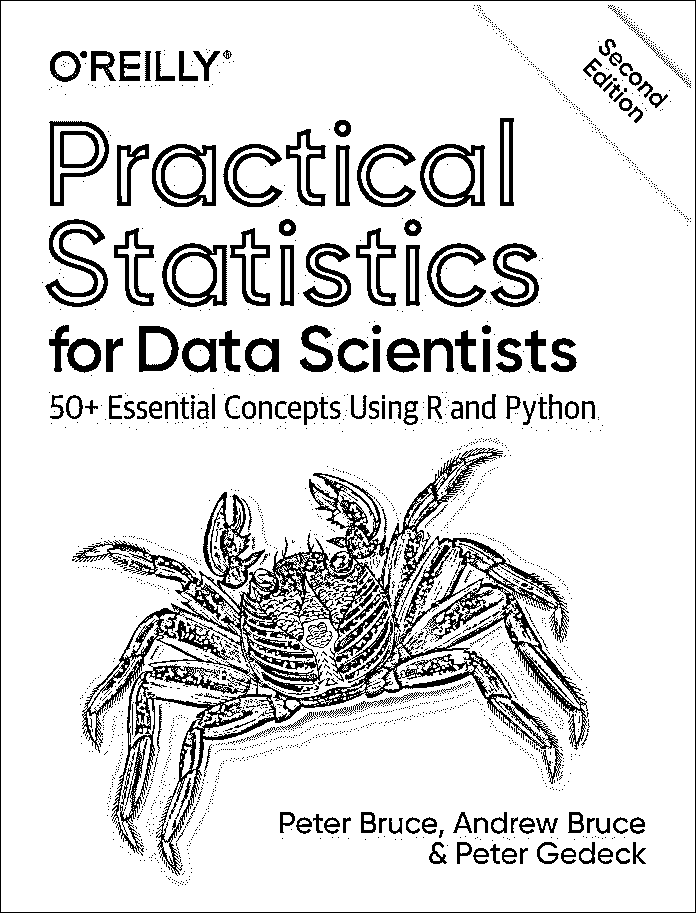 O'REILLY®
Second
Edition
Practical
Statistics
for Data Scientists
50+ Essential Concepts Using R and Python
Peter Bruce, Andrew Bruce
& Peter Gedeck